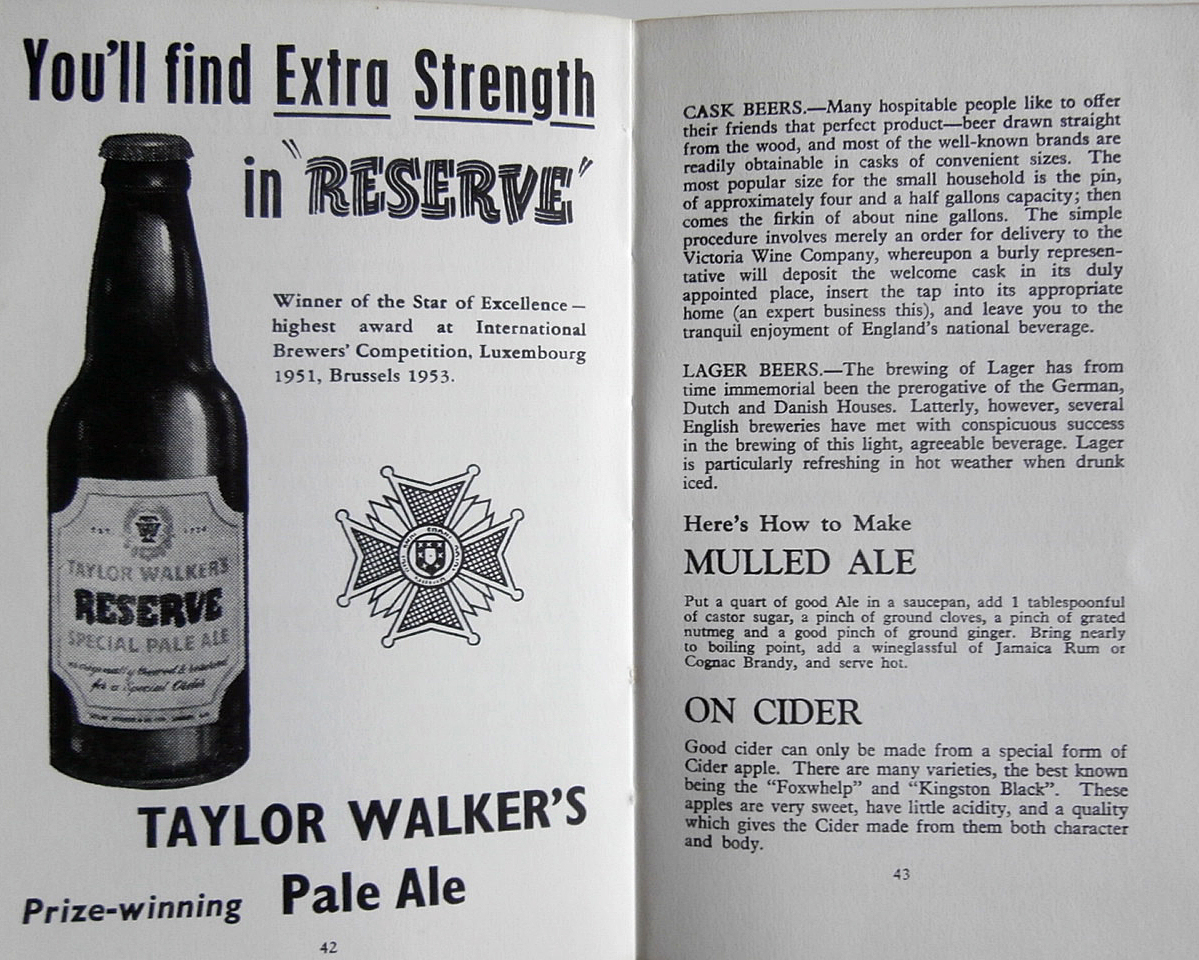 You'll find Extra Strength
in "RESERVE"
Winner of the Star of Excellence —
highest award at International
Brewers' Competition, Luxembourg
1951, Brussels 1953.
EST.
TAYLOR WALKER'S
RESERVE
SPECIAL PALE ALE
as originally brewed &
for a Special Order
TAYLOR WALKER'S
Prize-winning Pale Ale
42
CASK BEERS.—Many hospitable people like to offer
their friends that perfect product—beer drawn straight
from the wood, and most of the well-known brands are
readily obtainable in casks of convenient sizes. The
most popular size for the small household is the pin,
of approximately four and a half gallons capacity; then
comes the firkin of about nine gallons. The simple
procedure involves merely an order for delivery to the
Victoria Wine Company, whereupon a burly represen-
tative will deposit the welcome cask in its duly
appointed place, insert the tap into its appropriate
home (an expert business this), and leave you to the
tranquil enjoyment of England's national beverage.
LAGER BEERS.—The brewing of Lager has from
time immemorial been the prerogative of the German,
Dutch and Danish Houses. Latterly, however, several
English breweries have met with conspicuous success
in the brewing of this light, agreeable beverage. Lager
is particularly refreshing in hot weather when drunk
iced.
Here's How to Make
MULLED ALE
Put a quart of good Ale in a saucepan, add 1 tablespoonful
of castor sugar, a pinch of ground cloves, a pinch of grated
nutmeg and a good pinch of ground ginger. Bring nearly
to boiling point, add a wineglassful of Jamaica Rum or
Cognac Brandy, and serve hot.
ON CIDER
Good cider can only be made from a special form of
Cider apple. There are many varieties, the best known
being the "Foxwhelp" and "Kingston Black". These
apples are very sweet, have little acidity, and a quality
which gives the Cider made from them both character
and body.
43